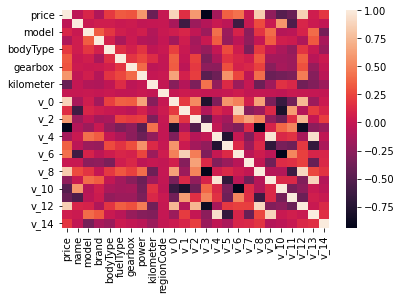 price
model
bodyType
gearbox
kilometer
v_0
v_2
v_4
v_6
v_8
v_10
v_12
v_14
price
name
model
brand
bodyType
fuelType
gearbox
power
kilometer
regionCode
v_0
v_1
v_2
v_3
v_4
v_5
v_6
v_7
v_8
v_9
v_10
v_11
v_12
v_13
v_14
1.00
0.75
0.50
0.25
0.00
−0.25
−0.50
−0.75